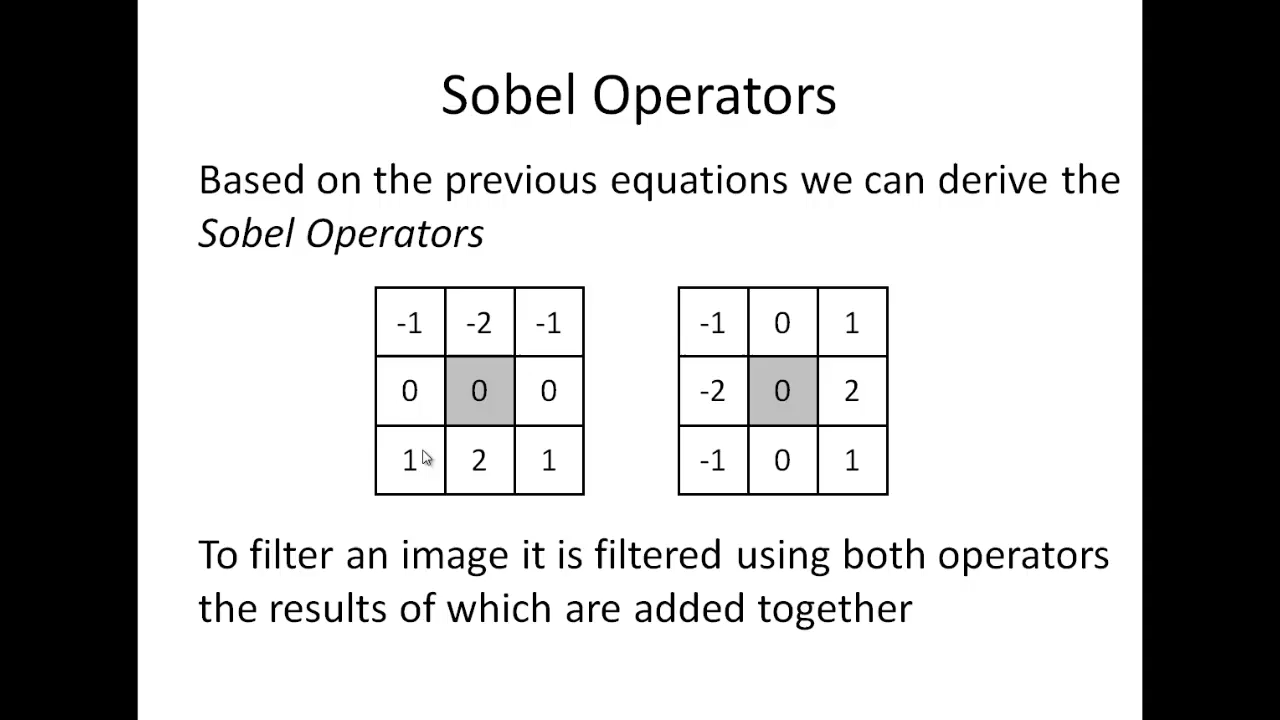 Sobel Operators
Based on the previous equations we can derive the
Sobel Operators
-1 -2 -1 -1 0 1
0 0 0 -2 0 2
1 2 1 -1 0 1
To filter an image it is filtered using both operators
the results of which are added together